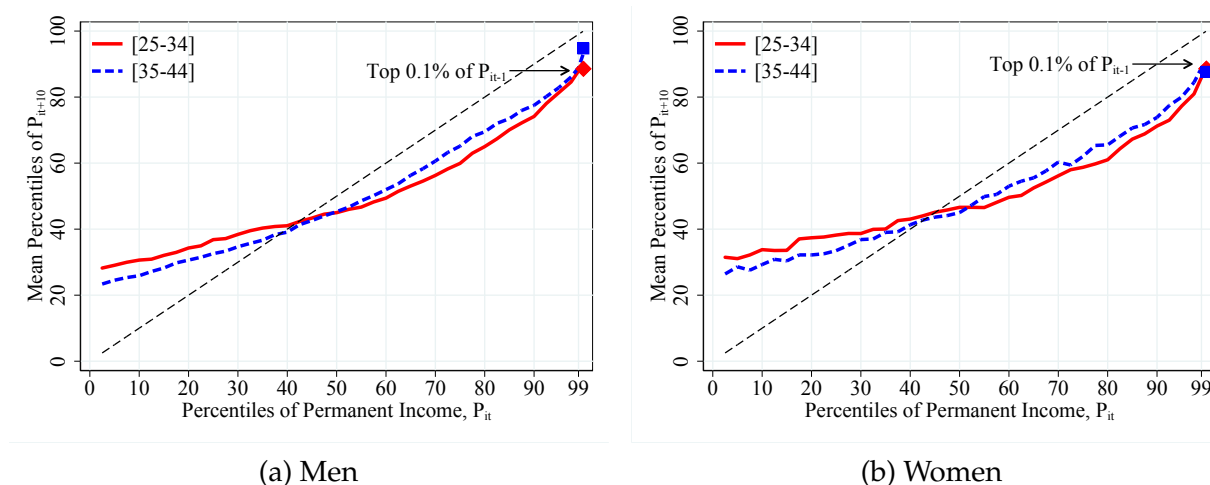 100
80
60
40
20
0
Mean Percentiles of P_it+10
[25-34]
[35-44]
Top 0.1% of P_it-1
0 10 20 30 40 50 60 70 80 90 99
Percentiles of Permanent Income, P_it
(a) Men
100
80
60
40
20
0
Mean Percentiles of P_it+10
[25-34]
[35-44]
Top 0.1% of P_it-1
0 10 20 30 40 50 60 70 80 90 99
Percentiles of Permanent Income, P_it
(b) Women